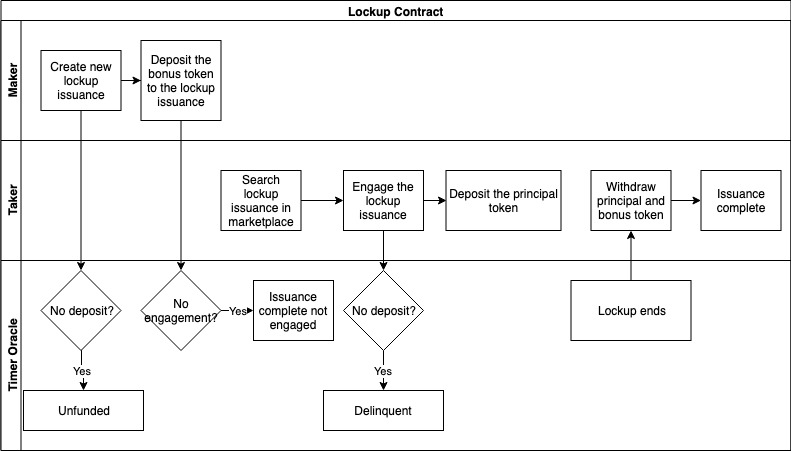 Lockup Contract
Maker
Create new
lockup
issuance
Deposit the
bonus token
to the lockup
issuance
Taker
Search
lockup
issuance in
marketplace
Engage the
lockup
issuance
Deposit the principal
token
Withdraw
principal and
bonus token
Issuance
complete
Timer Oracle
No deposit?
No
engagement?
Yes
Issuance
complete not
engaged
No deposit?
Lockup ends
Yes
Yes
Unfunded
Delinquent